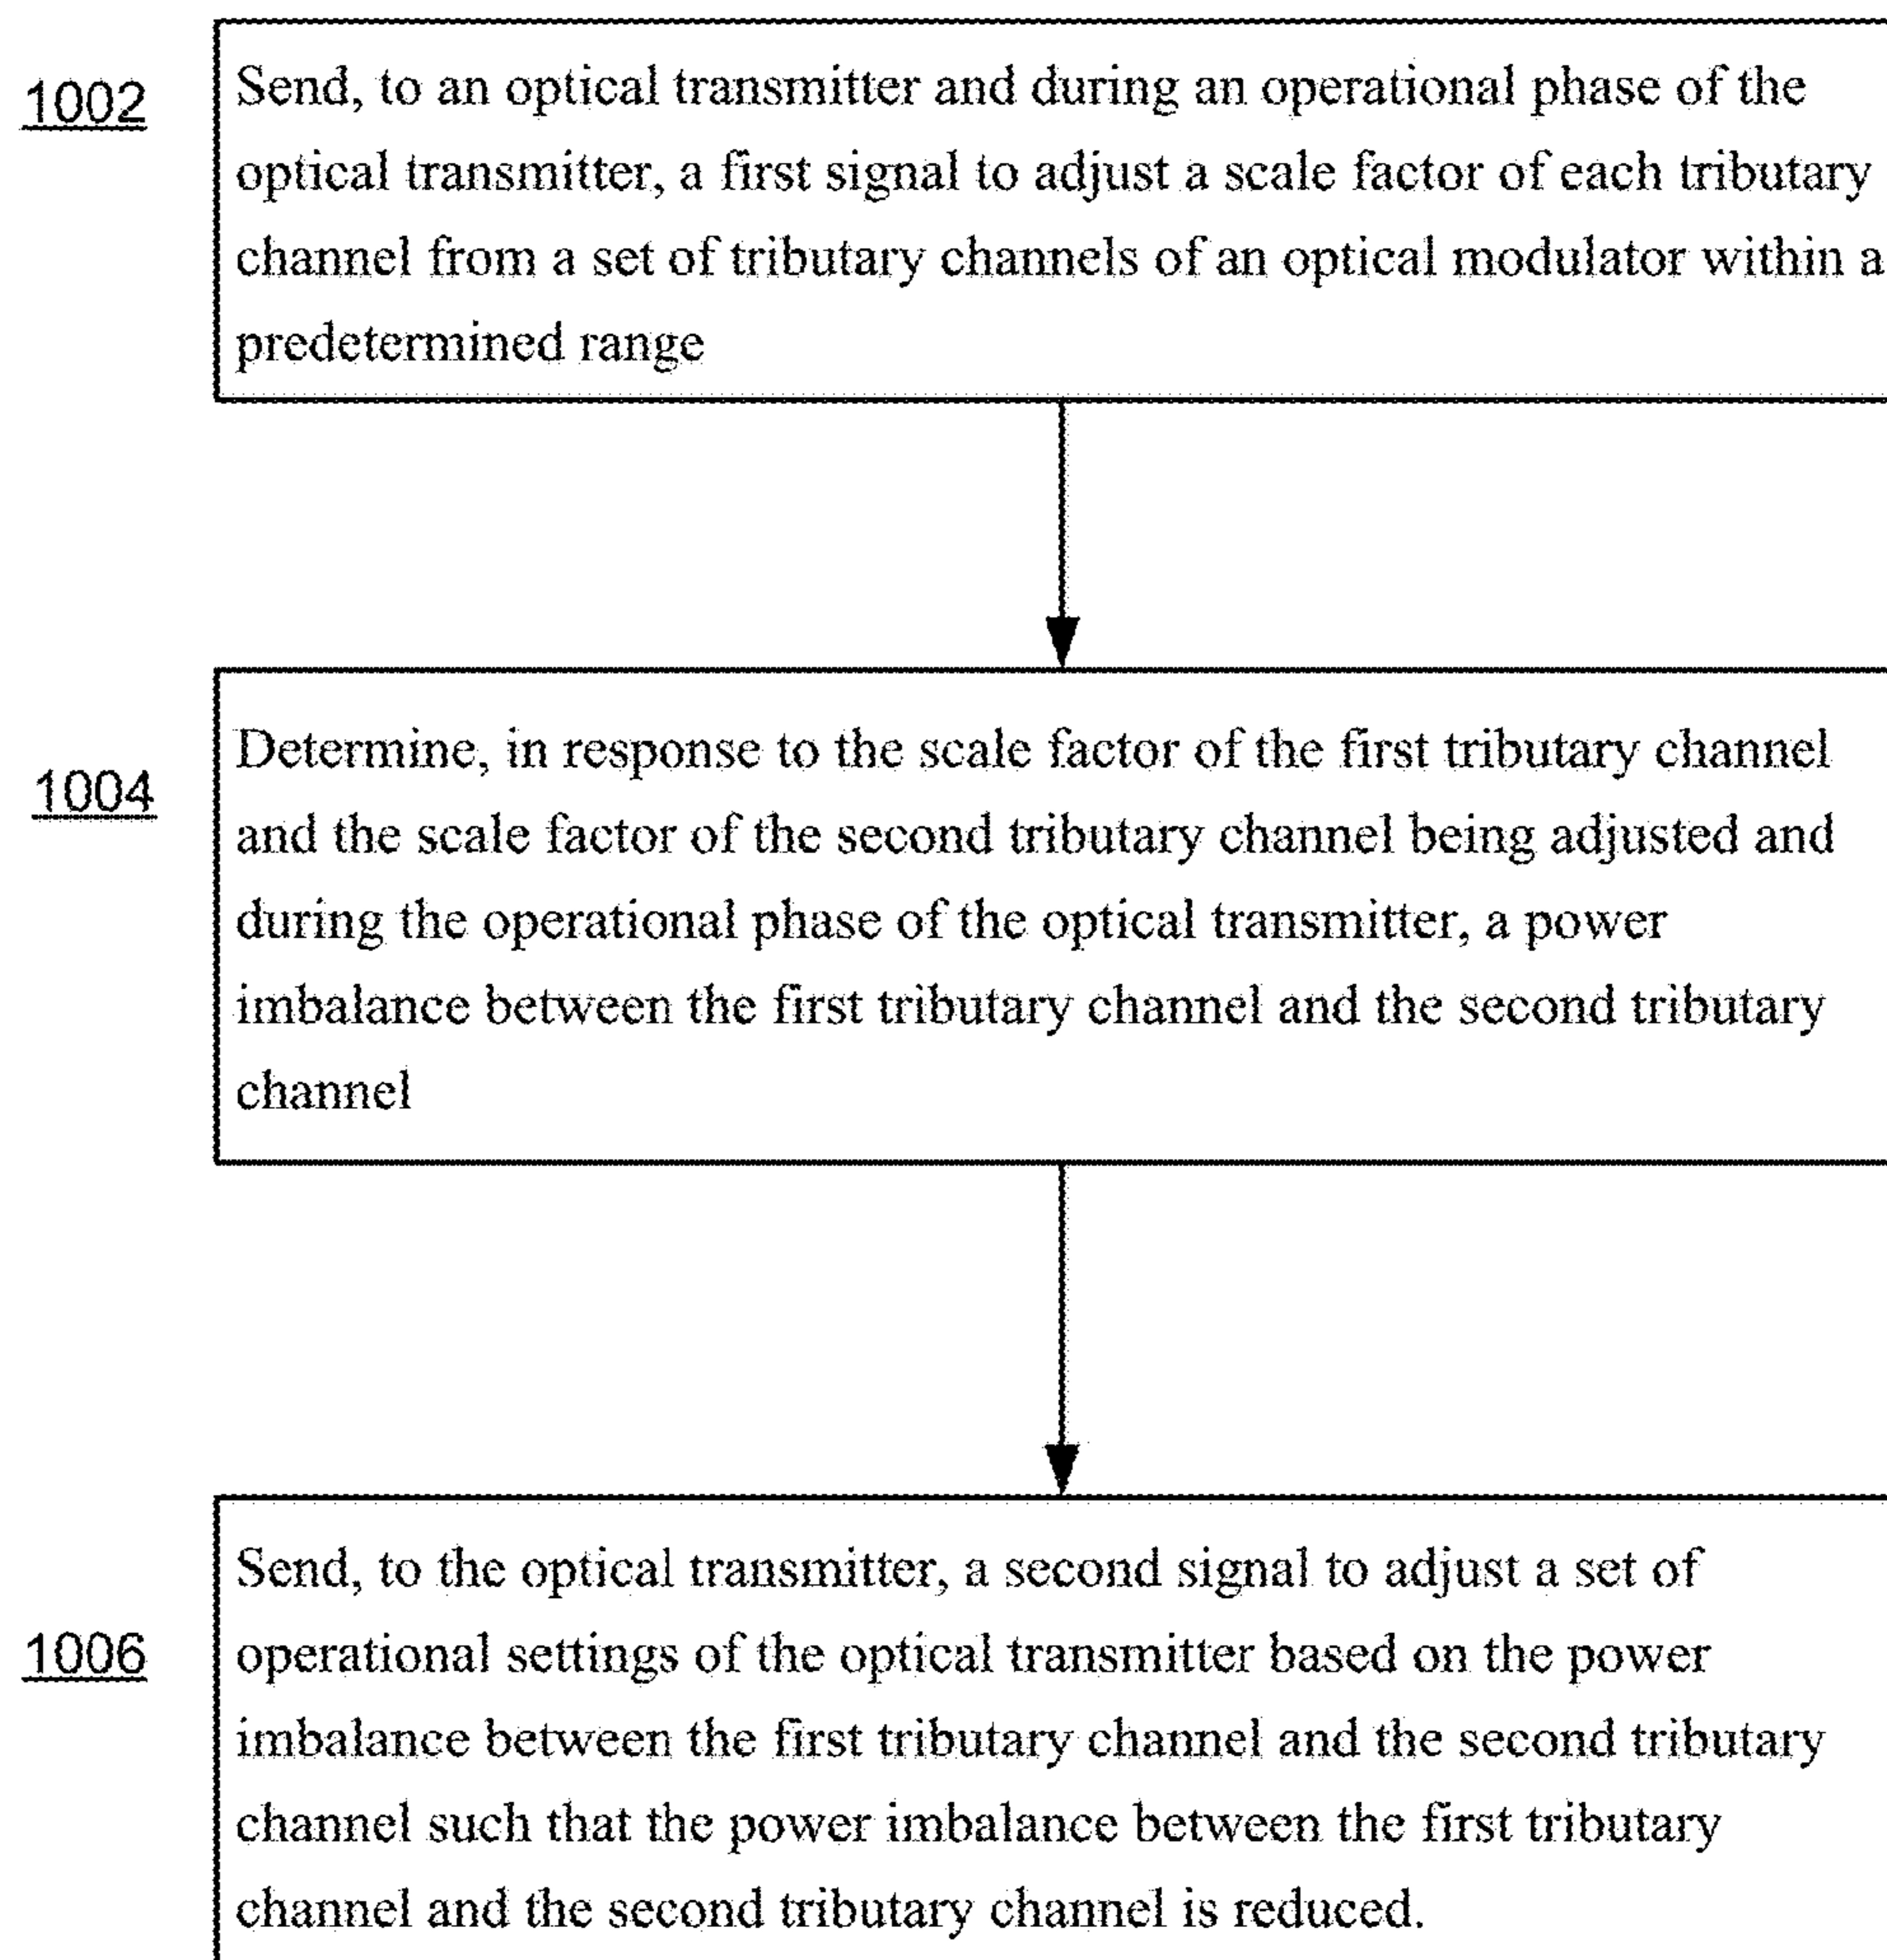 1002
Send, to an optical transmitter and during an operational phase of the
optical transmitter, a first signal to adjust a scale factor of each tributary
channel from a set of tributary channels of an optical modulator within a
predetermined range
1004
Determine, in response to the scale factor of the first tributary channel
and the scale factor of the second tributary channel being adjusted and
during the operational phase of the optical transmitter, a power
imbalance between the first tributary channel and the second tributary
channel
1006
Send, to the optical transmitter, a second signal to adjust a set of
operational settings of the optical transmitter based on the power
imbalance between the first tributary channel and the second tributary
channel such that the power imbalance between the first tributary
channel and the second tributary channel is reduced.